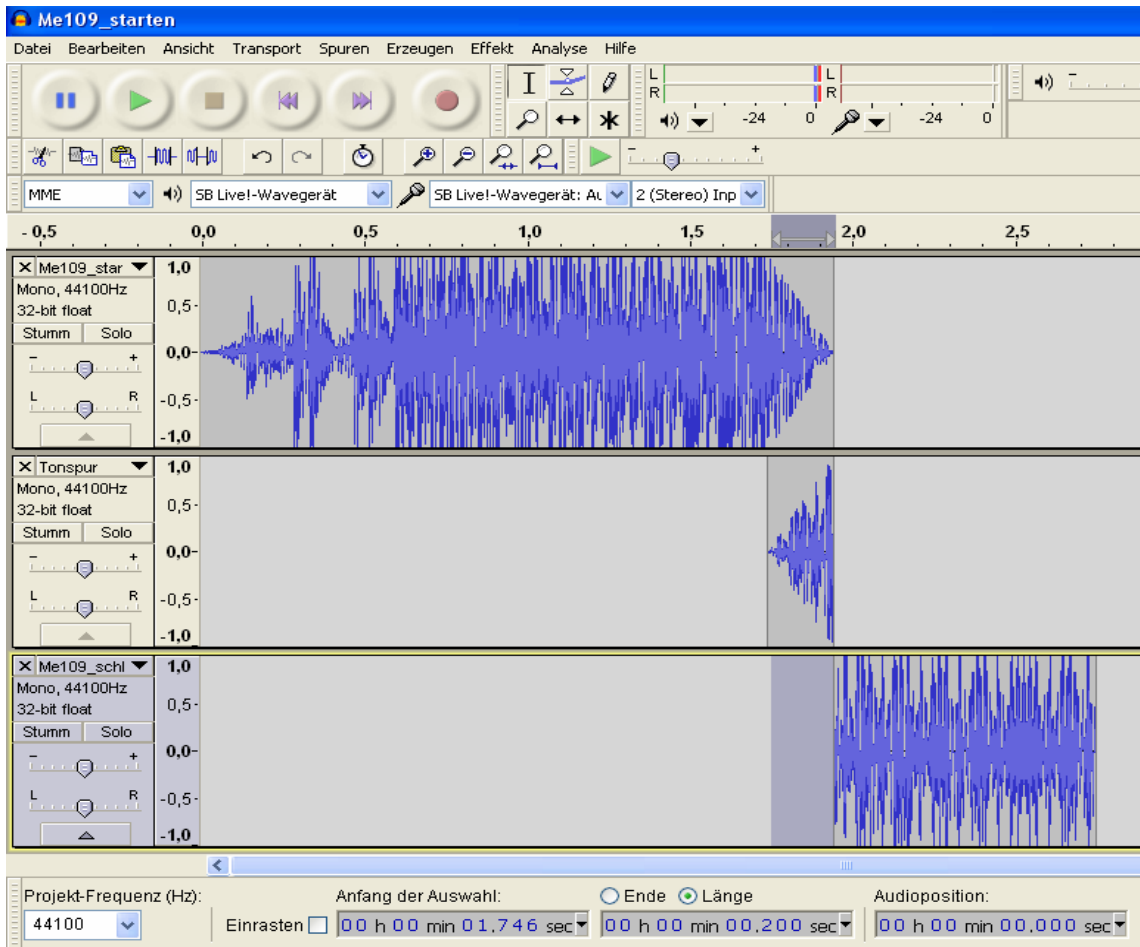 Me109_starten
Datei Bearbeiten Ansicht Transport Spuren Erzeugen Effekt Analyse Hilfe
L R -24 0 L R -24 0
MME SB Live!-Wavegerät SB Live!-Wavegerät: Au 2 (Stereo) Inp
- 0,5 0,0 0,5 1,0 1,5 2,0 2,5
Me109_star
Mono, 44100Hz
32-bit float
Stumm Solo
- +
L R
1,0
0,5
0,0
-0,5
-1,0
Tonspur
Mono, 44100Hz
32-bit float
Stumm Solo
- +
L R
1,0
0,5
0,0
-0,5
-1,0
Me109_schl
Mono, 44100Hz
32-bit float
Stumm Solo
- +
L R
1,0
0,5
0,0
-0,5
-1,0
Projekt-Frequenz (Hz): Anfang der Auswahl: Ende Länge Audioposition:
44100 Einrasten 00 h 00 min 01,746 sec 00 h 00 min 00,200 sec 00 h 00 min 00,000 sec